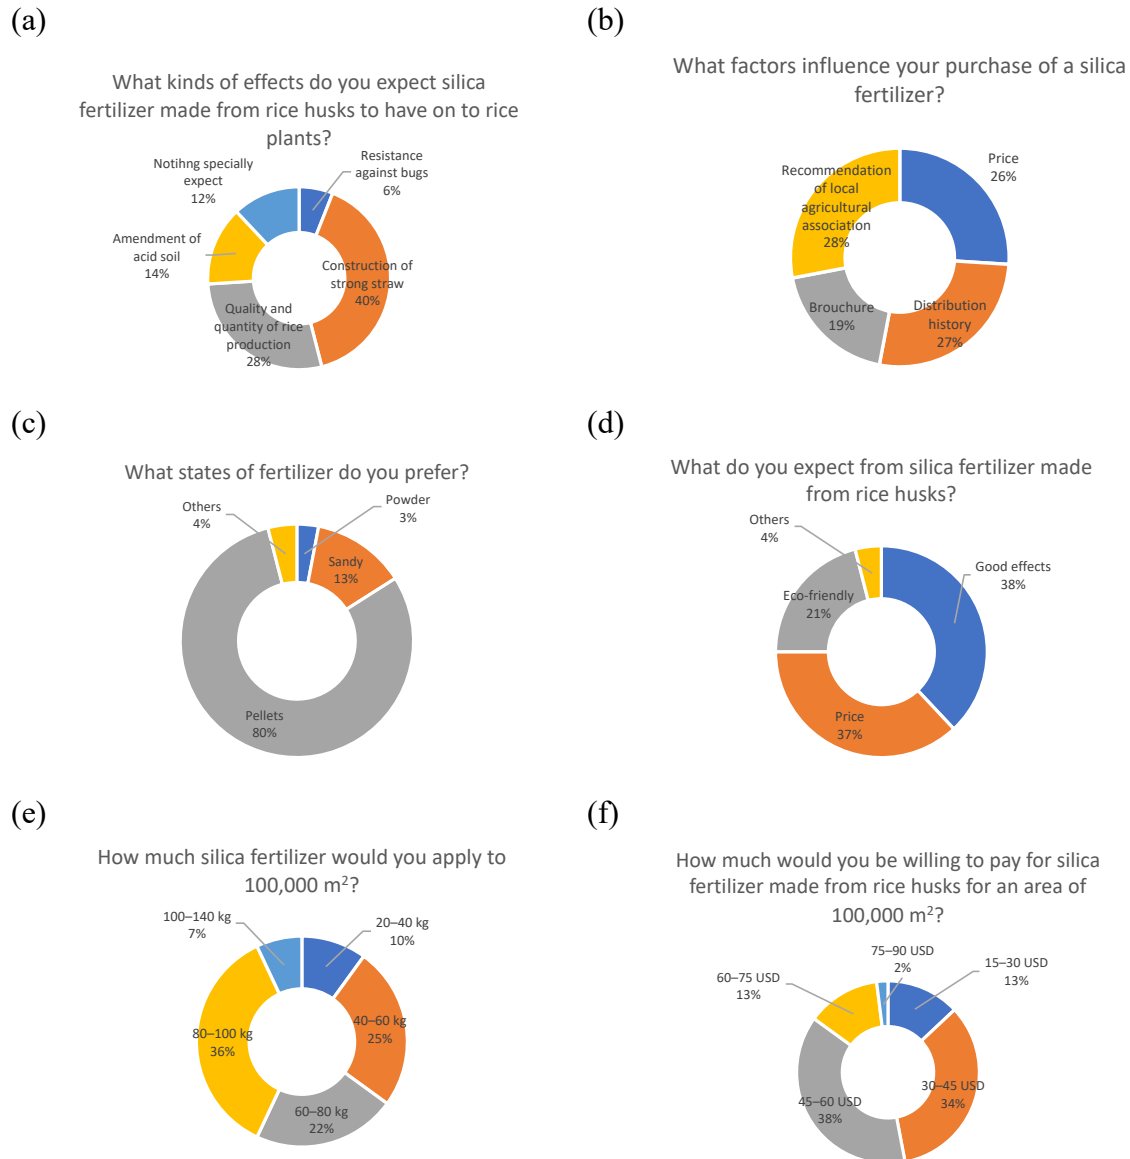 (a)
What kinds of effects do you expect silica
fertilizer made from rice husks to have on to rice
plants?
Notihng specially
expect
12%
Resistance
against bugs
6%
Amendment of
acid soil
14%
Construction of
strong straw
40%
Quality and
quantity of rice
production
28%
(b)
What factors influence your purchase of a silica
fertilizer?
Recommendation
of local
agricultural
association
28%
Price
26%
Brouchure
19%
Distribution
history
27%
(c)
What states of fertilizer do you prefer?
Others
4%
Powder
3%
Sandy
13%
Pellets
80%
(d)
What do you expect from silica fertilizer made
from rice husks?
Others
4%
Good effects
38%
Eco-friendly
21%
Price
37%
(e)
How much silica fertilizer would you apply to
100,000 m²?
100–140 kg
7%
20–40 kg
10%
80–100 kg
36%
40–60 kg
25%
60–80 kg
22%
(f)
How much would you be willing to pay for silica
fertilizer made from rice husks for an area of
100,000 m²?
75–90 USD
2%
60–75 USD
13%
15–30 USD
13%
45–60 USD
38%
30–45 USD
34%